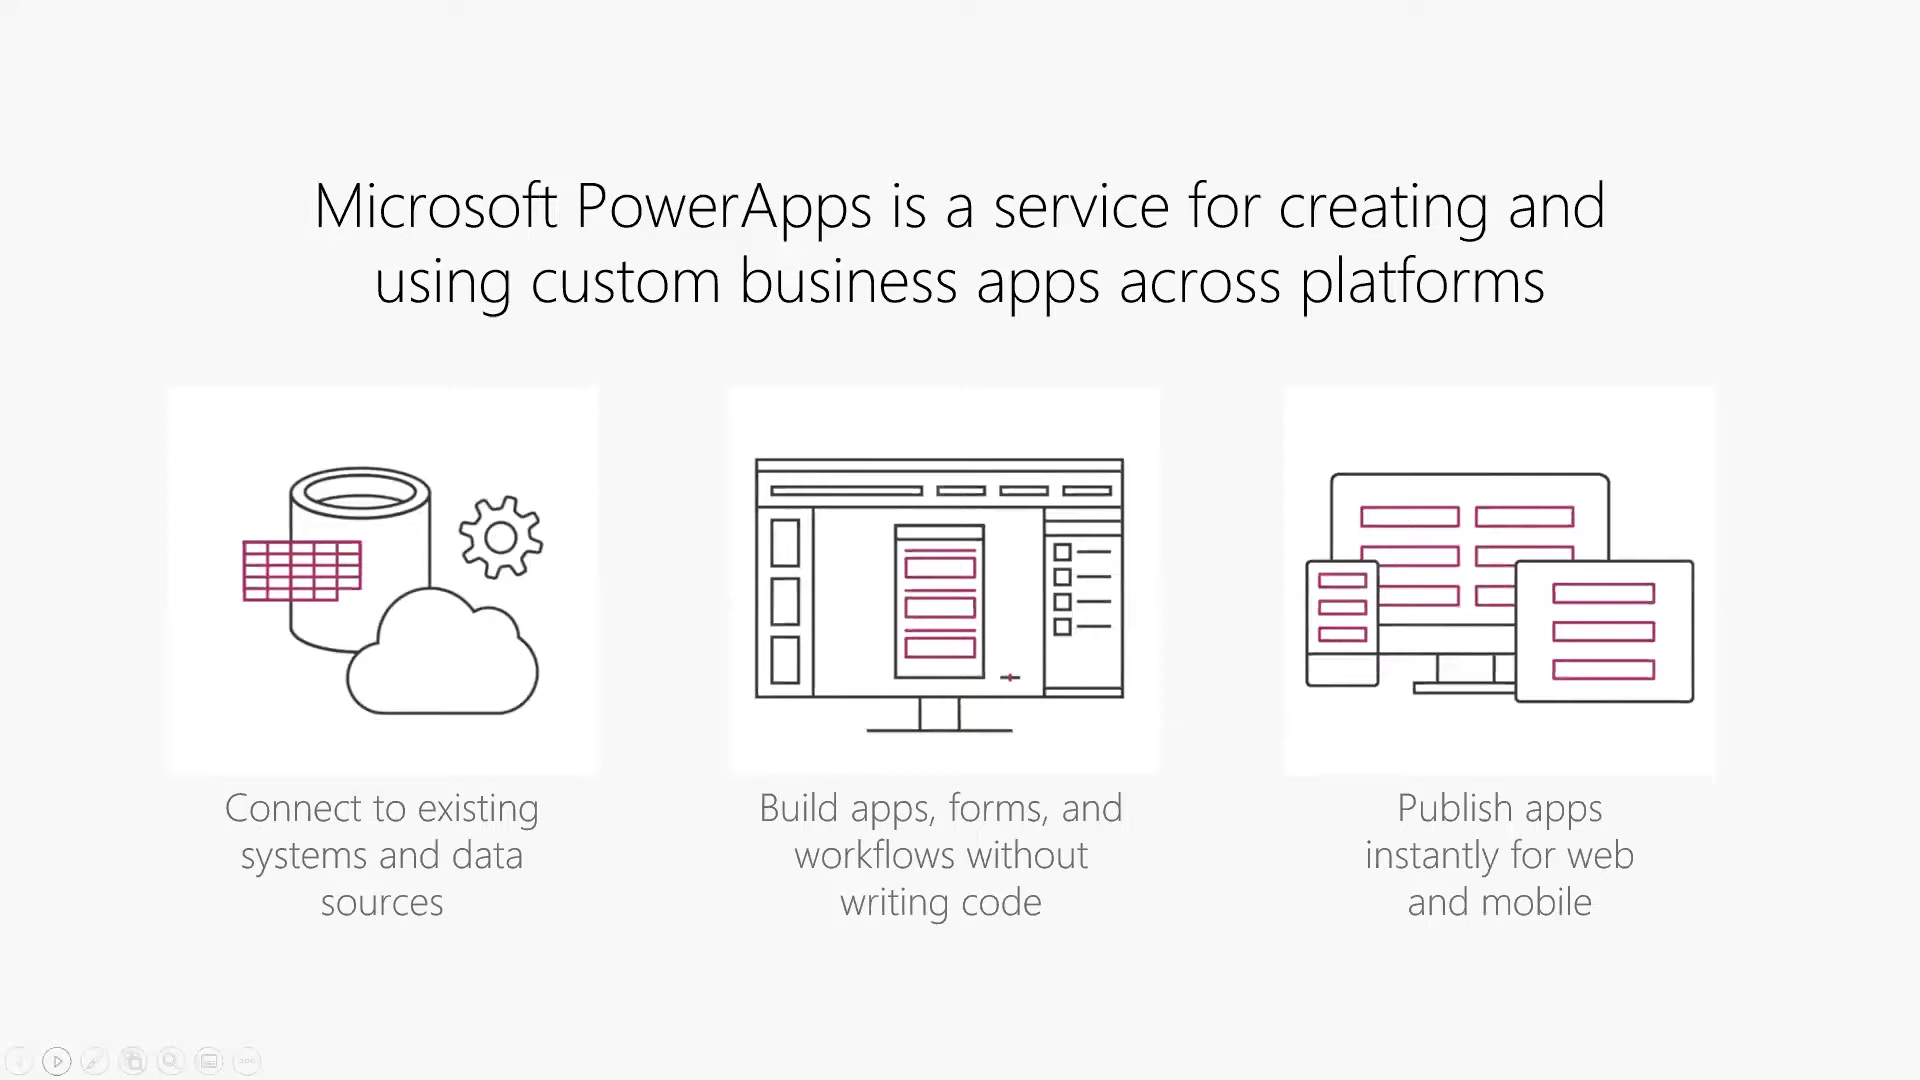 Microsoft PowerApps is a service for creating and
using custom business apps across platforms
Connect to existing
systems and data
sources
Build apps, forms, and
workflows without
writing code
Publish apps
instantly for web
and mobile